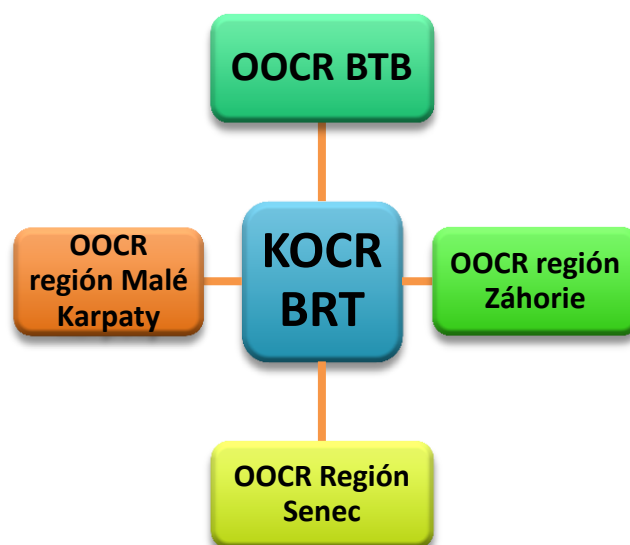 OOCR BTB
OOCR
región Malé
Karpaty
KOCR
BRT
OOCR región
Záhorie
OOCR Región
Senec